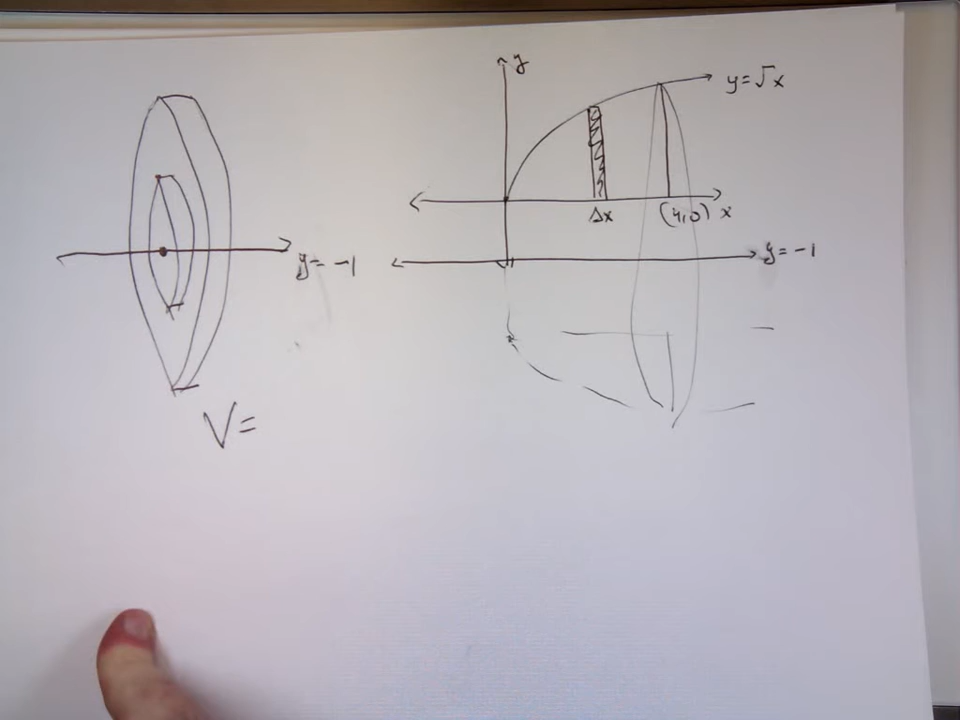 y
y = √x
Δx
(4,0)
x
y = -1
y = -1
V =